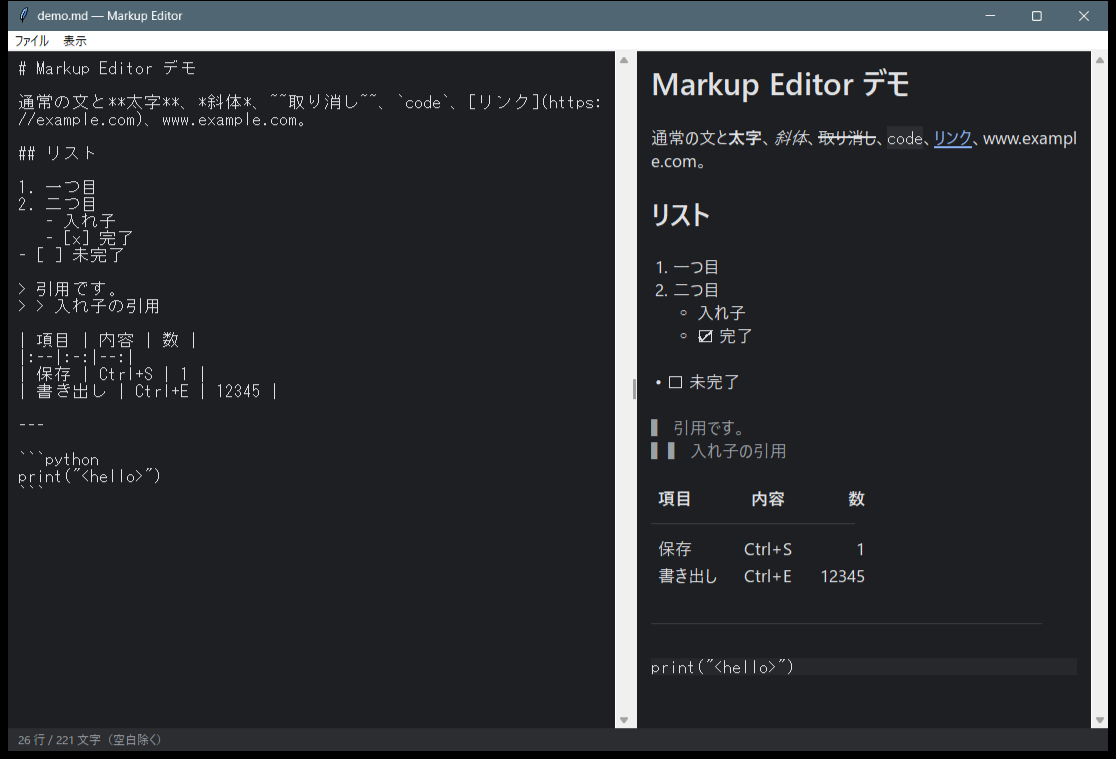 demo.md — Markup Editor
ファイル 表示
# Markup Editor デモ
通常の文と**太字**、*斜体*、~~取り消し~~、`code`、[リンク](https:
//example.com)、www.example.com。
## リスト
1. 一つ目
2. 二つ目
- 入れ子
- [x] 完了
- [ ] 未完了
> 引用です。
> > 入れ子の引用
| 項目 | 内容 | 数 |
|:--|:-:|--:|
| 保存 | Ctrl+S | 1 |
| 書き出し | Ctrl+E | 12345 |
---
```python
print("<hello>")
```
Markup Editor デモ
通常の文と太字、斜体、取り消し、code、リンク、www.exampl
e.com。
リスト
1. 一つ目
2. 二つ目
◦ 入れ子
◦ ☑ 完了
• ☐ 未完了
引用です。
入れ子の引用
項目 内容 数
保存 Ctrl+S 1
書き出し Ctrl+E 12345
print("<hello>")
26 行 / 221 文字（空白除く）